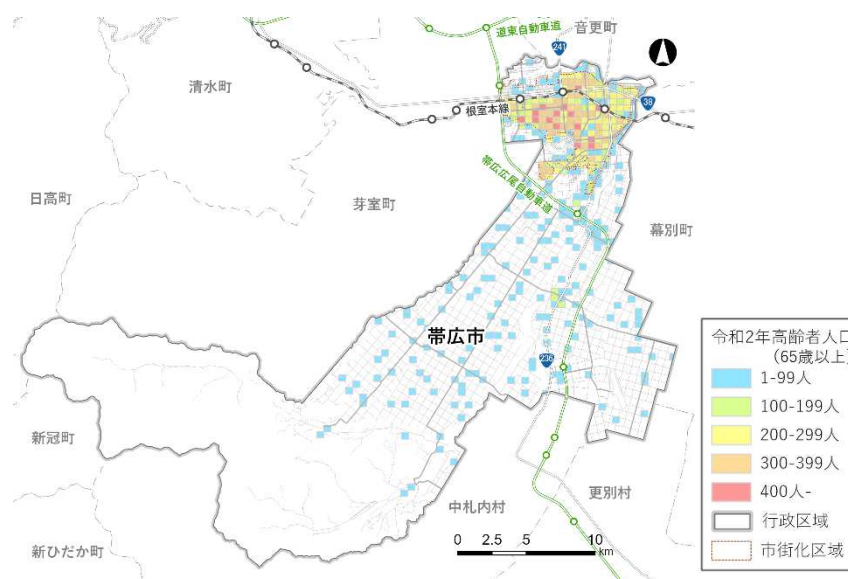 道東自動車道
音更町
241
清水町
38
根室本線
帯広広尾自動車道
日高町
芽室町
幕別町
帯広市
236
新冠町
中札内村
更別村
新ひだか町
0 2.5 5 10
km
令和2年高齢者人口
(65歳以上)
1-99人
100-199人
200-299人
300-399人
400人-
行政区域
市街化区域